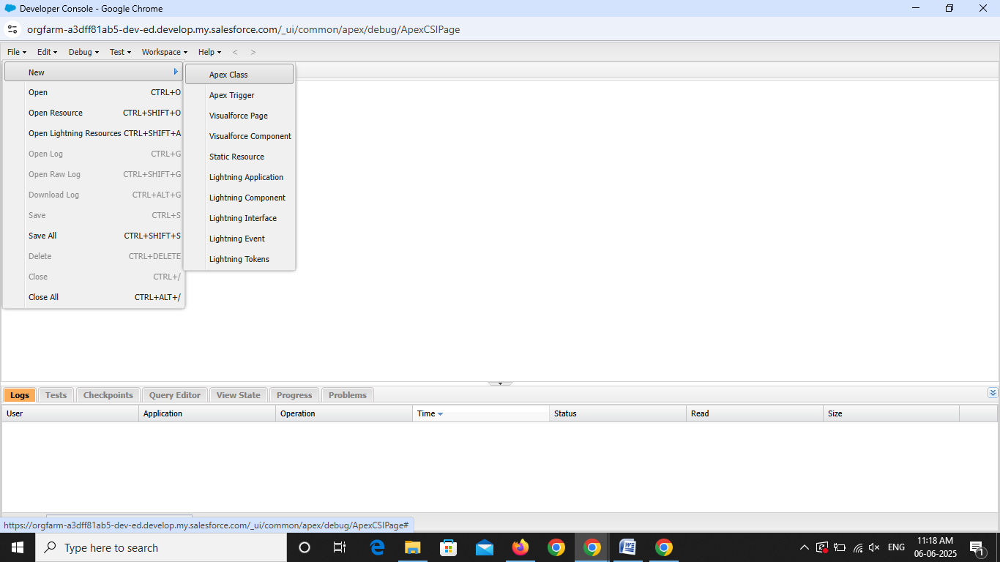 Developer Console - Google Chrome
orgfarm-a3dff81ab5-dev-ed.develop.my.salesforce.com/_ui/common/apex/debug/ApexCSIPage
File Edit Debug Test Workspace Help < >
New
Open CTRL+O
Open Resource CTRL+SHIFT+O
Open Lightning Resources CTRL+SHIFT+A
Open Log CTRL+G
Open Raw Log CTRL+SHIFT+G
Download Log CTRL+ALT+G
Save CTRL+S
Save All CTRL+SHIFT+S
Delete CTRL+DELETE
Close CTRL+/
Close All CTRL+ALT+/
Apex Class
Apex Trigger
Visualforce Page
Visualforce Component
Static Resource
Lightning Application
Lightning Component
Lightning Interface
Lightning Event
Lightning Tokens
Logs Tests Checkpoints Query Editor View State Progress Problems
User Application Operation Time Status Read Size
https://orgfarm-a3dff81ab5-dev-ed.develop.my.salesforce.com/_ui/common/apex/debug/ApexCSIPage#
Type here to search
ENG
11:18 AM
06-06-2025
1